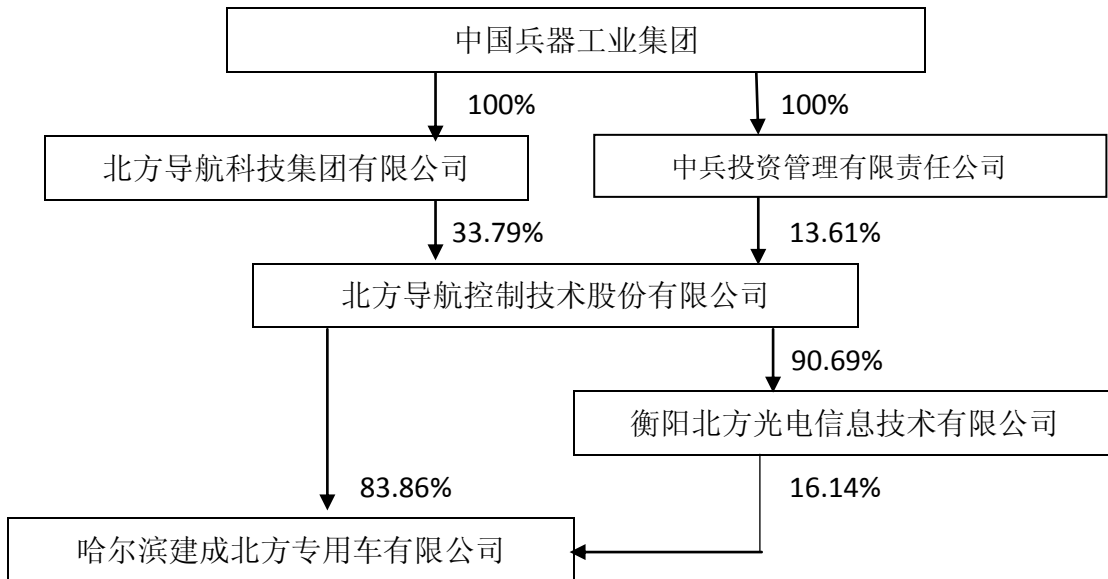 中国兵器工业集团
100%
100%
北方导航科技集团有限公司
中兵投资管理有限责任公司
33.79%
13.61%
北方导航控制技术股份有限公司
90.69%
衡阳北方光电信息技术有限公司
83.86%
16.14%
哈尔滨建成北方专用车有限公司